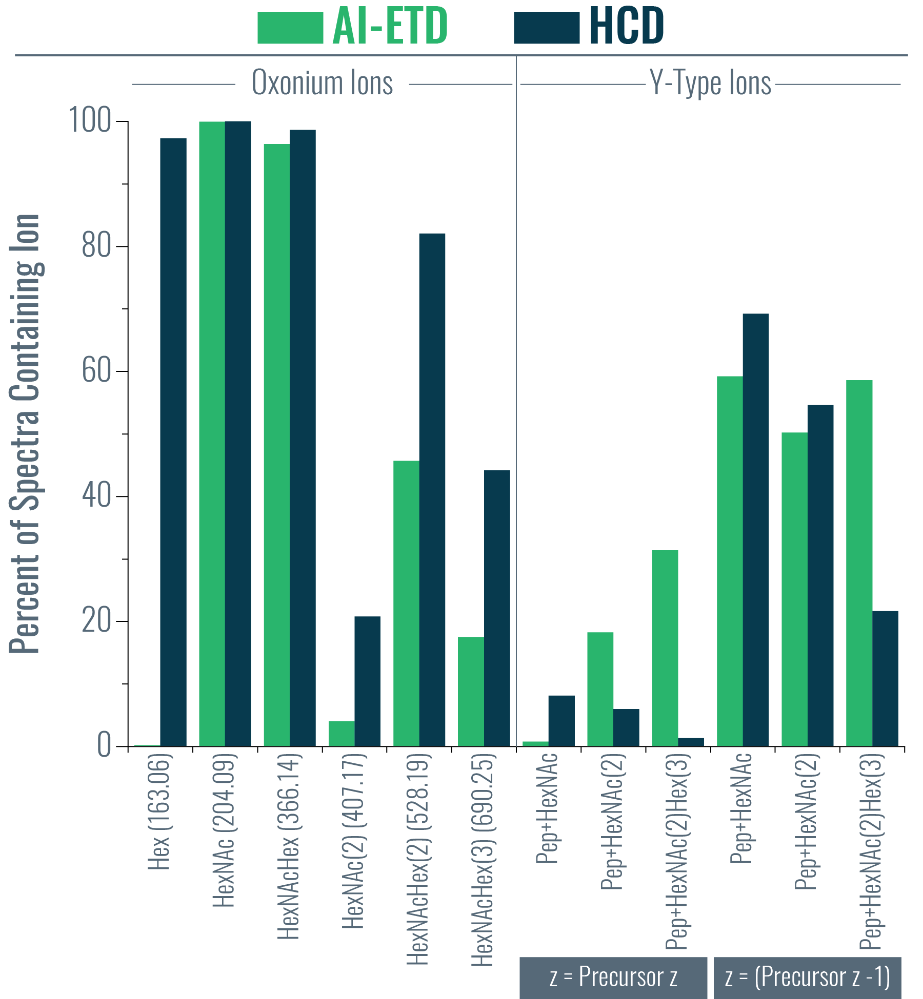 AI-ETD HCD
Oxonium Ions Y-Type Ions
Percent of Spectra Containing Ion
100
80
60
40
20
0
Hex (163.06)
HexNAc (204.09)
HexNAcHex (366.14)
HexNAc(2) (407.17)
HexNAcHex(2) (528.19)
HexNAcHex(3) (690.25)
Pep+HexNAc
Pep+HexNAc(2)
Pep+HexNAc(2)Hex(3)
Pep+HexNAc
Pep+HexNAc(2)
Pep+HexNAc(2)Hex(3)
z = Precursor z
z = (Precursor z -1)